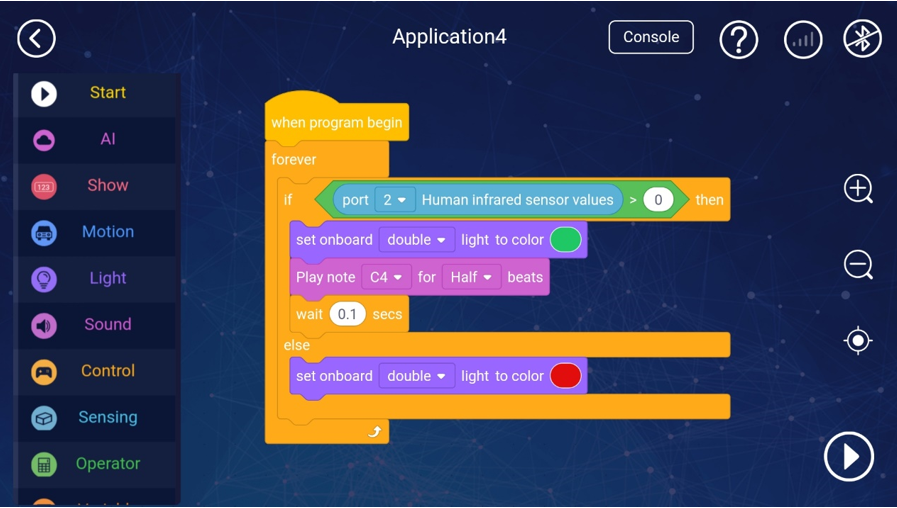 Application4
Console
Start
AI
123
Show
Motion
Light
Sound
Control
Sensing
Operator
when program begin
forever
if port 2 Human infrared sensor values > 0 then
set onboard double light to color
Play note C4 for Half beats
wait 0.1 secs
else
set onboard double light to color